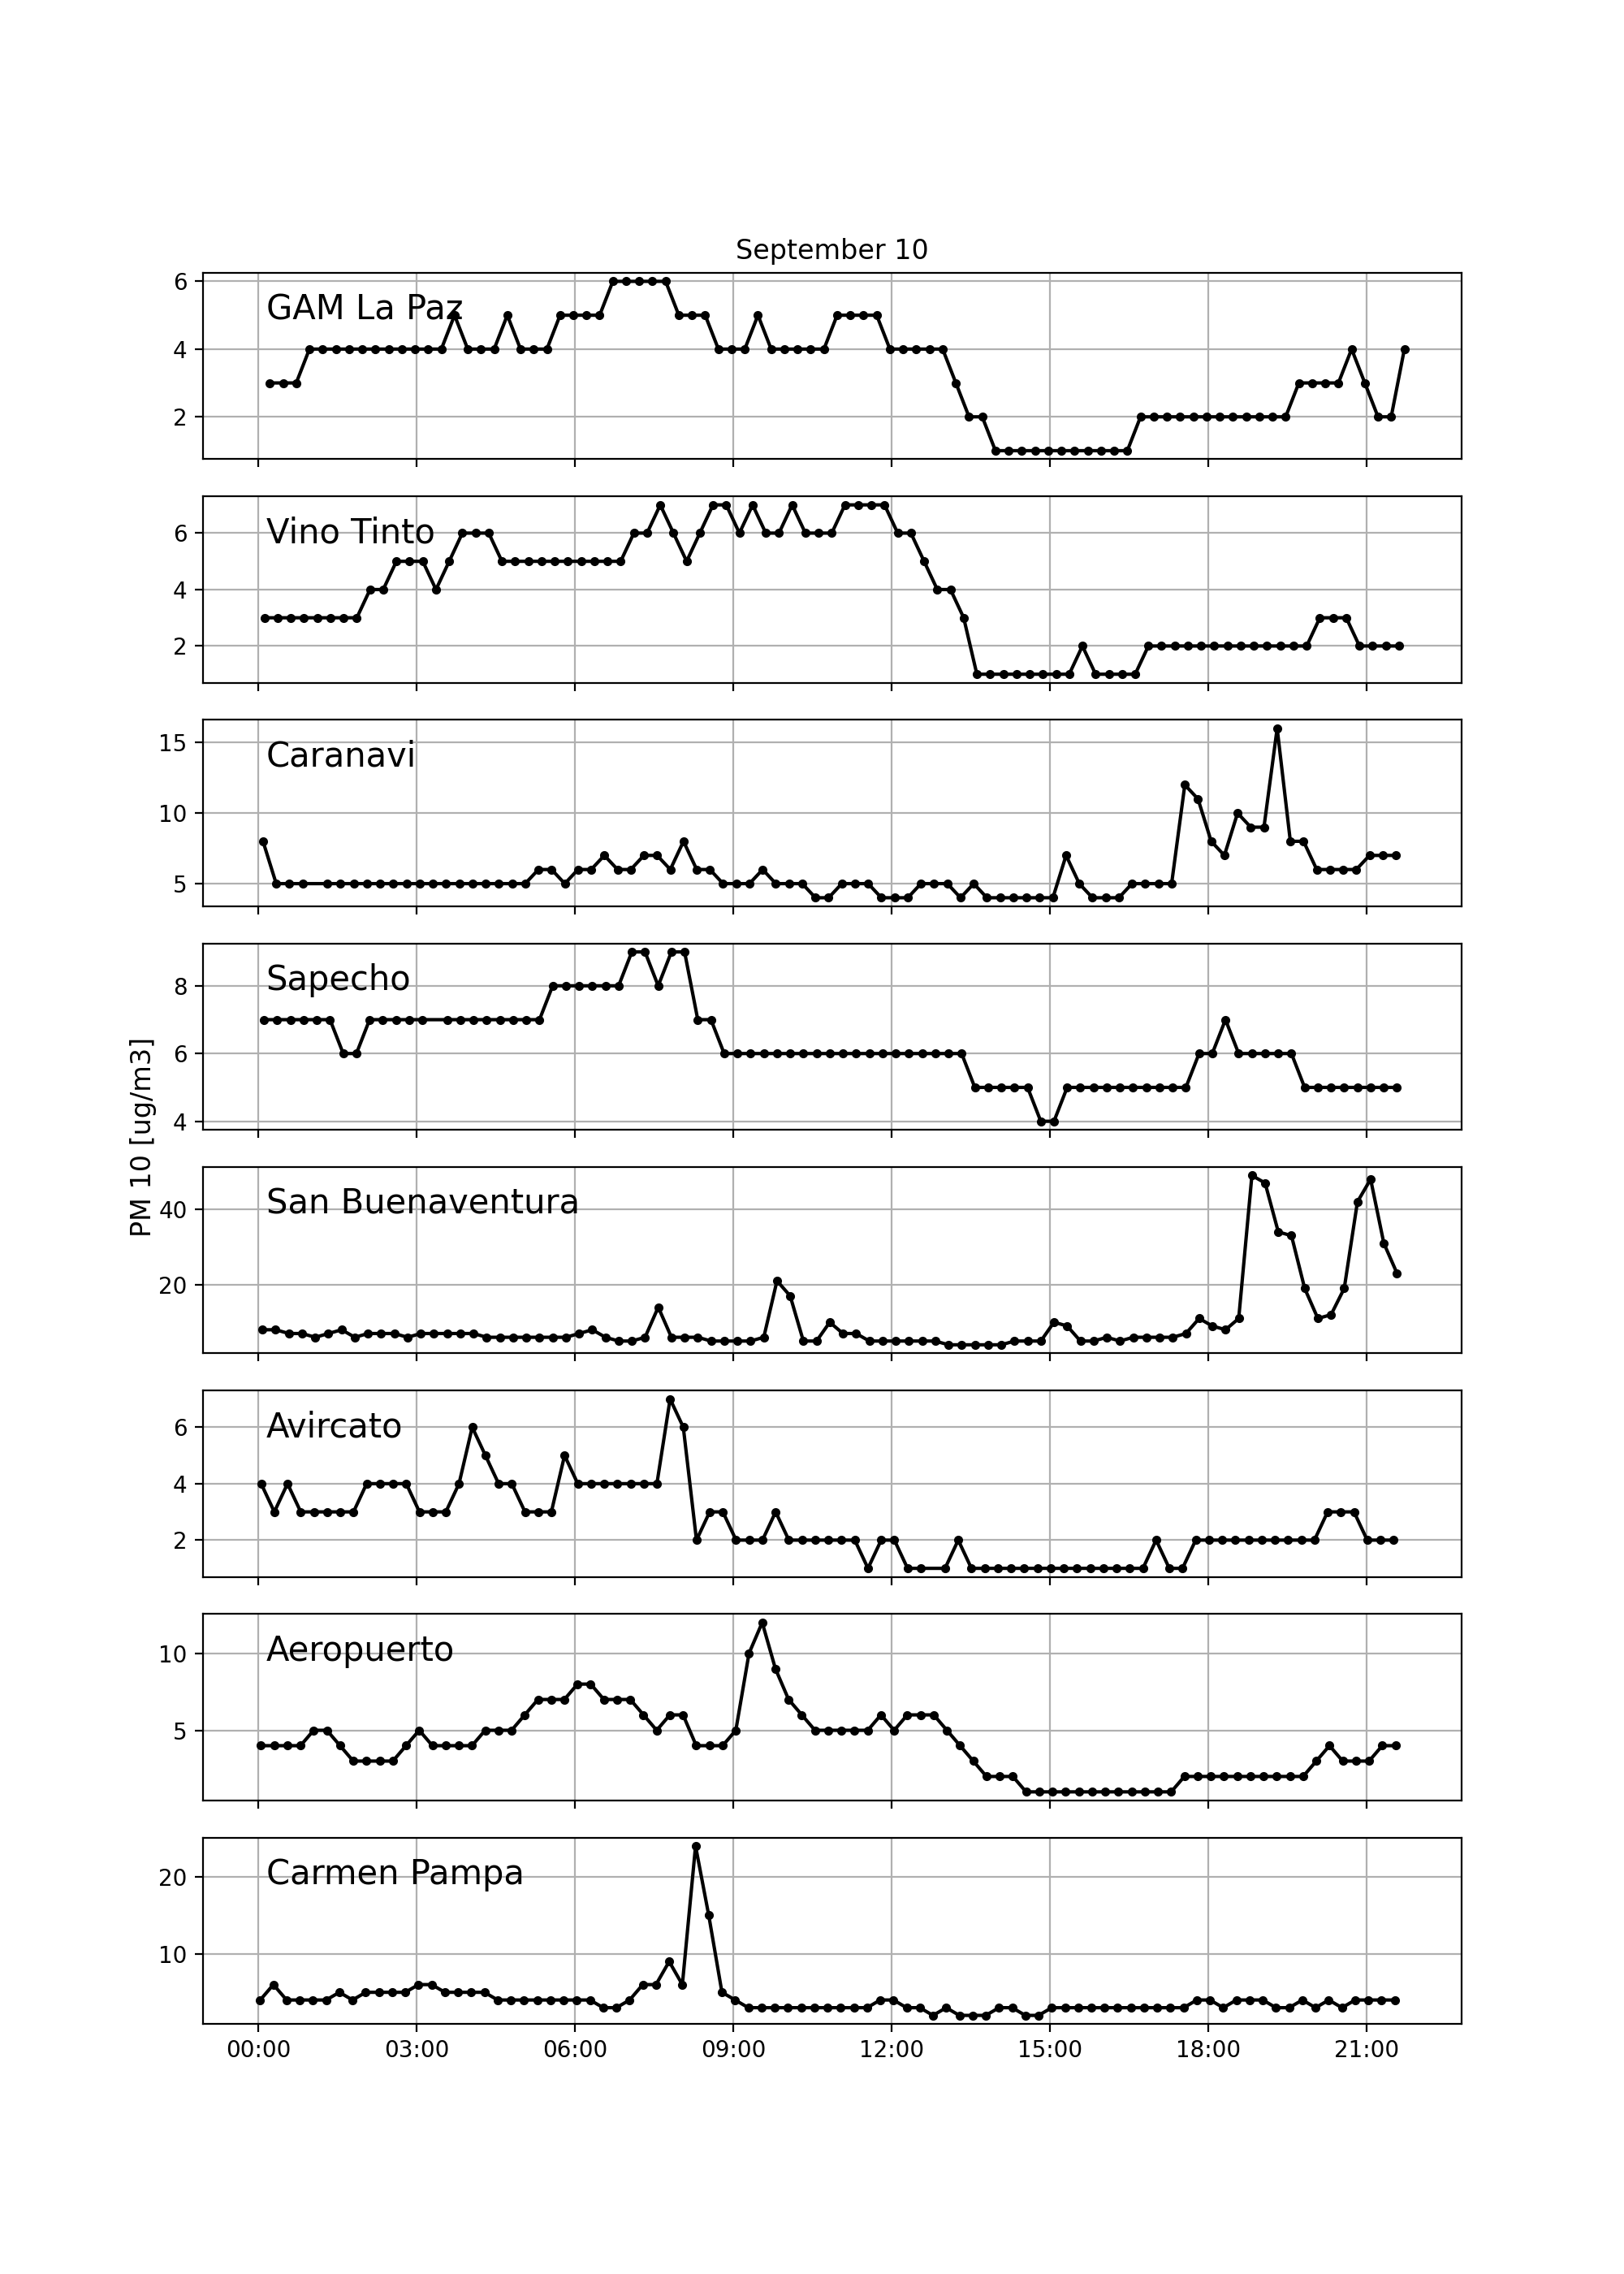 September 10
GAM La Paz
6
4
2
Vino Tinto
6
4
2
Caranavi
15
10
5
Sapecho
8
6
4
PM 10 [ug/m3]
San Buenaventura
40
20
Avircato
6
4
2
Aeropuerto
10
5
Carmen Pampa
20
10
00:00 03:00 06:00 09:00 12:00 15:00 18:00 21:00